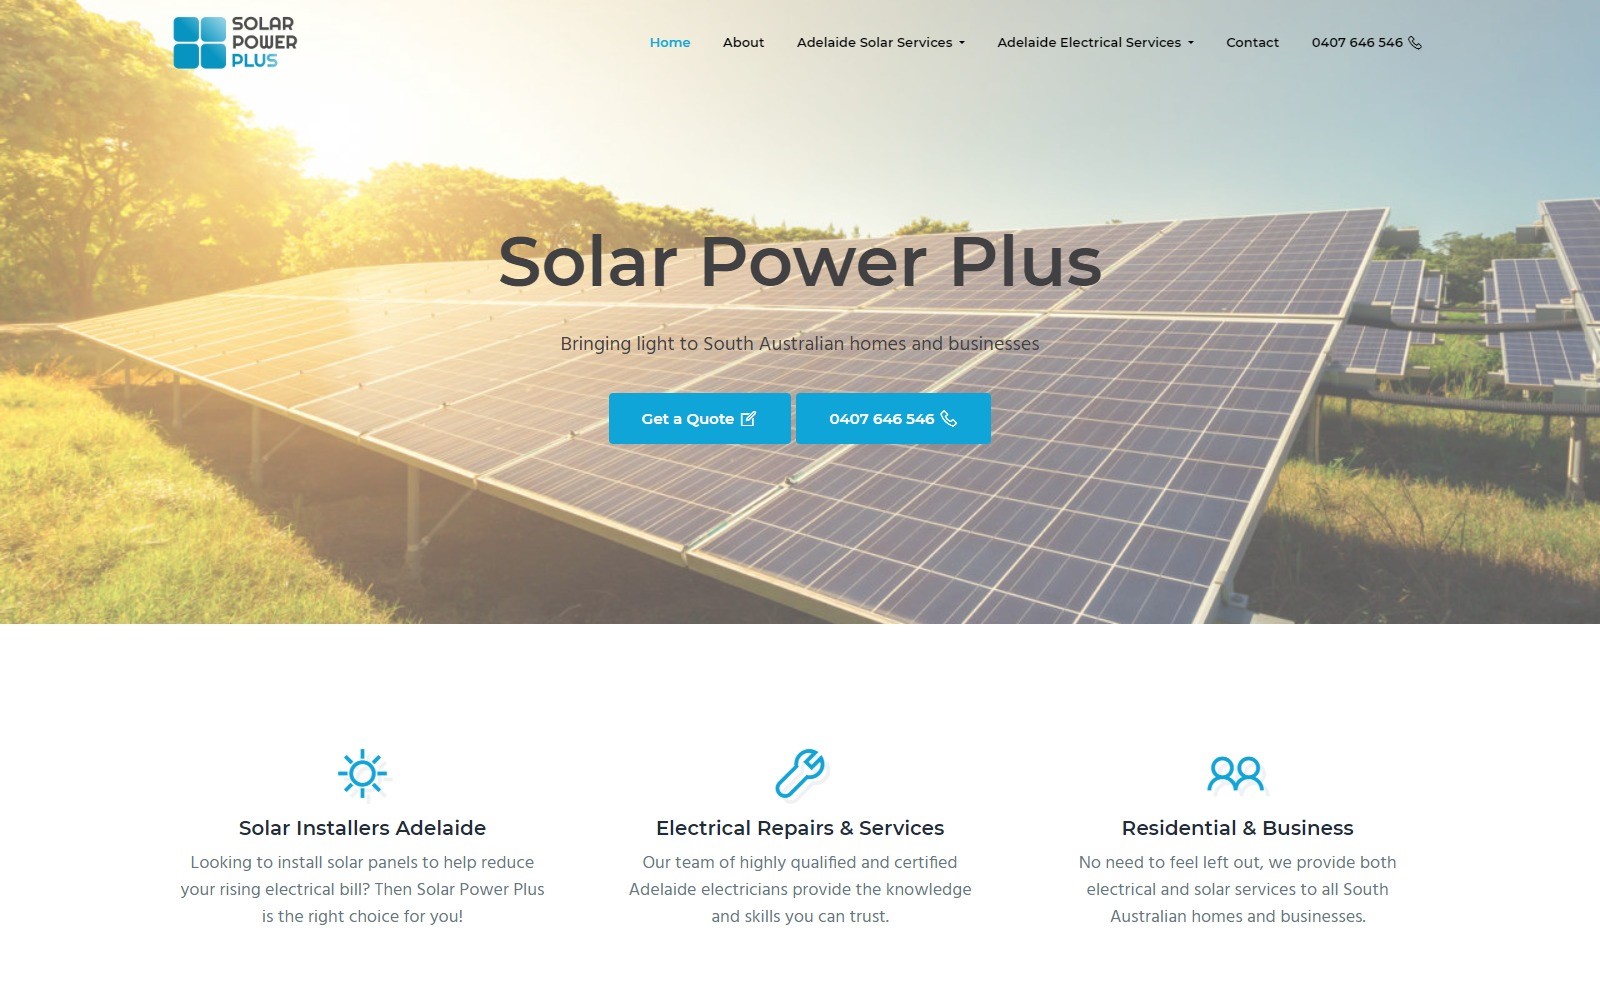 SOLAR
POWER
PLUS
Home
About
Adelaide Solar Services
Adelaide Electrical Services
Contact
0407 646 546
Solar Power Plus
Bringing light to South Australian homes and businesses
Get a Quote
0407 646 546
Solar Installers Adelaide
Looking to install solar panels to help reduce
your rising electrical bill? Then Solar Power Plus
is the right choice for you!
Electrical Repairs & Services
Our team of highly qualified and certified
Adelaide electricians provide the knowledge
and skills you can trust.
Residential & Business
No need to feel left out, we provide both
electrical and solar services to all South
Australian homes and businesses.